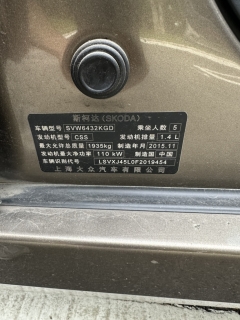 斯柯达(SKODA)
车辆型号 SVW6432KGD 乘坐人数 5
发动机型号 CSS 发动机排量 1.4 L
最大允许总质量 1935kg 制造年月 2015.11
发动机最大净功率 110 kW 制造国 中国
车辆识别代号 LSVXJ45L0F2019454
上海大众汽车有限公司